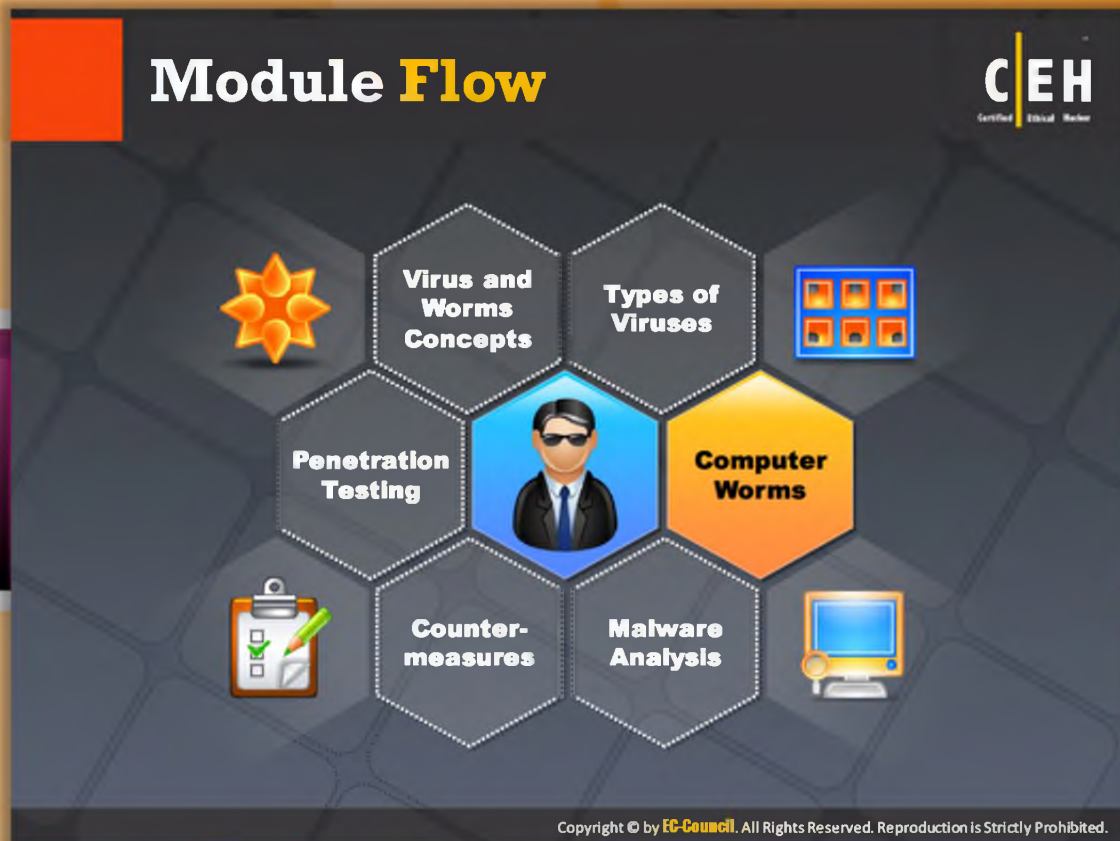 Module Flow
CEH
Certified Ethical Hacker
Virus and
Worms
Concepts
Types of
Viruses
Penetration
Testing
Computer
Worms
Counter-
measures
Malware
Analysis
Copyright © by EC-Council. All Rights Reserved. Reproduction is Strictly Prohibited.